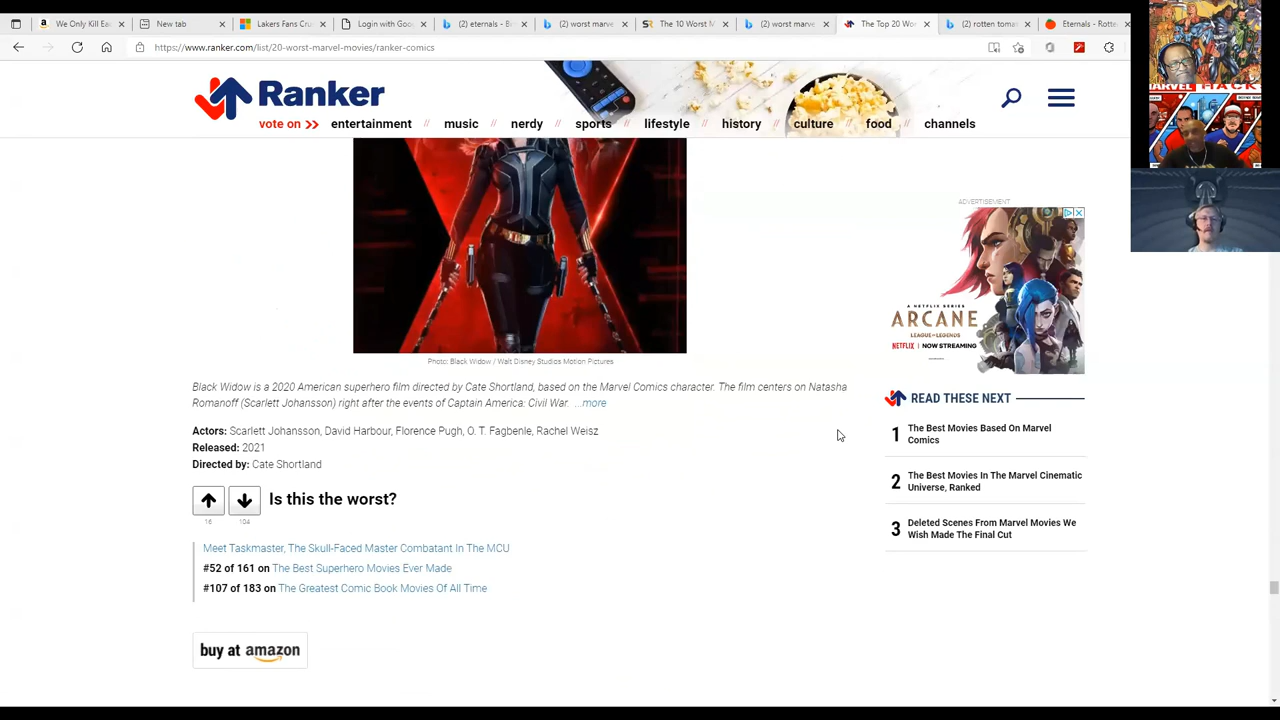 We Only Kill Ea
New tab
Lakers Fans Cru
Login with Goo
(2) eternals - B
(2) worst marve
The 10 Worst M
(2) worst marve
The Top 20 Wor
(2) rotten toma
Eternals - Rotte
https://www.ranker.com/list/20-worst-marvel-movies/ranker-comics
Ranker
vote on >> entertainment // music // nerdy // sports // lifestyle // history // culture // food // channels
MARVEL
Photo: Black Widow / Walt Disney Studios Motion Pictures
Black Widow is a 2020 American superhero film directed by Cate Shortland, based on the Marvel Comics character. The film centers on Natasha
Romanoff (Scarlett Johansson) right after the events of Captain America: Civil War. ...more
Actors: Scarlett Johansson, David Harbour, Florence Pugh, O. T. Fagbenle, Rachel Weisz
Released: 2021
Directed by: Cate Shortland
Is this the worst?
16
104
Meet Taskmaster, The Skull-Faced Master Combatant In The MCU
#52 of 161 on The Best Superhero Movies Ever Made
#107 of 183 on The Greatest Comic Book Movies Of All Time
buy at amazon
ADVERTISEMENT
A NETFLIX SERIES
ARCANE
LEAGUE OF LEGENDS
NETFLIX | NOW STREAMING
READ THESE NEXT
1 The Best Movies Based On Marvel
Comics
2 The Best Movies In The Marvel Cinematic
Universe, Ranked
3 Deleted Scenes From Marvel Movies We
Wish Made The Final Cut